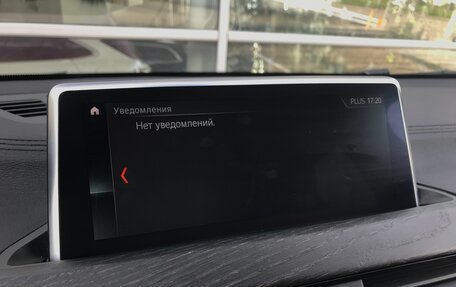 Уведомления
PLUS 17:20
Нет уведомлений.